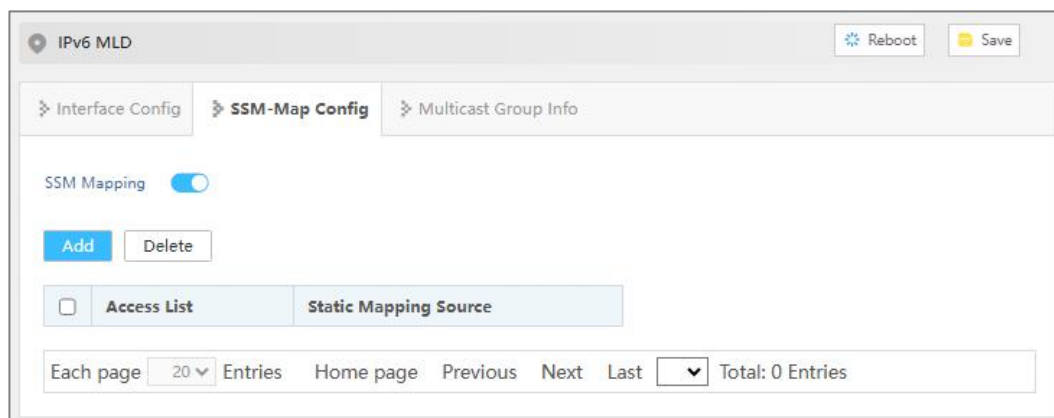 IPv6 MLD Reboot Save
Interface Config SSM-Map Config Multicast Group Info
SSM Mapping
Add Delete
Access List Static Mapping Source
Each page 20 Entries Home page Previous Next Last Total: 0 Entries